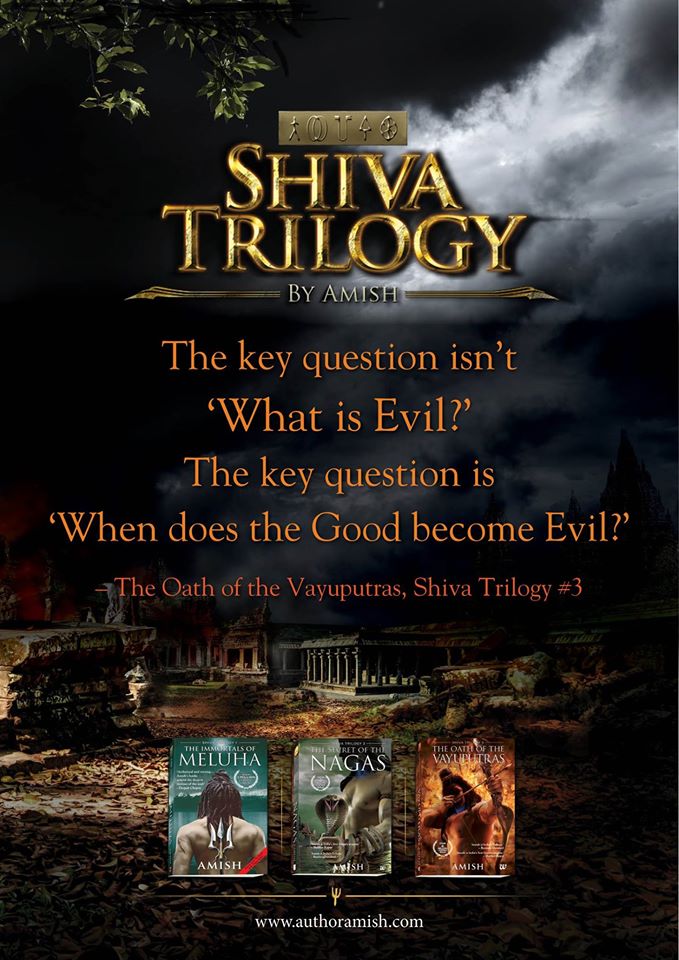 SHIVA
TRILOGY
BY AMISH
The key question isn't
‘What is Evil?’
The key question is
‘When does the Good become Evil?’
– The Oath of the Vayuputras, Shiva Trilogy #3
THE IMMORTALS OF
MELUHA
AMISH
THE SECRET OF THE
NAGAS
AMISH
THE OATH OF THE
VAYUPUTRAS
AMISH
www.authoramish.com